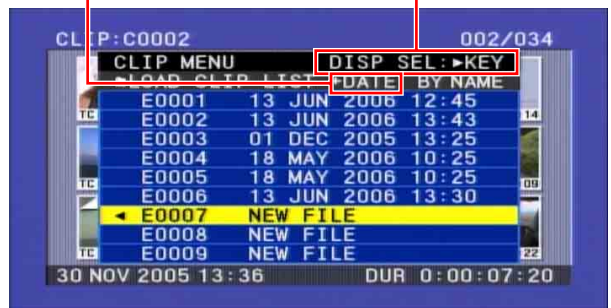 CLIP:C0002 002/034
CLIP MENU DISP SEL:►KEY
LOAD CLIP LIST ►DATE BY NAME
E0001 13 JUN 2006 12:45
E0002 13 JUN 2006 13:43
E0003 01 DEC 2005 13:25
E0004 18 MAY 2006 10:25
E0005 18 MAY 2006 10:25
E0006 13 JUN 2006 13:30
◄ E0007 NEW FILE
E0008 NEW FILE
E0009 NEW FILE
TC 14
TC 09
TC 22
30 NOV 2005 13:36 DUR 0:00:07:20